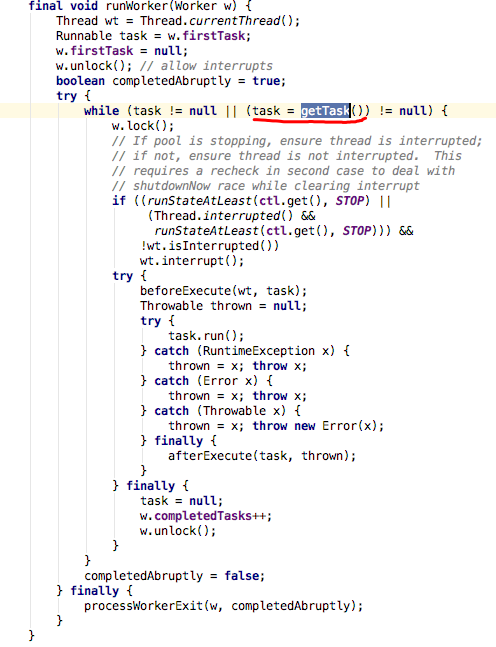 final void runWorker(Worker w) {
    Thread wt = Thread.currentThread();
    Runnable task = w.firstTask;
    w.firstTask = null;
    w.unlock(); // allow interrupts
    boolean completedAbruptly = true;
    try {
        while (task != null || (task = getTask()) != null) {
            w.lock();
            // If pool is stopping, ensure thread is interrupted;
            // if not, ensure thread is not interrupted.  This
            // requires a recheck in second case to deal with
            // shutdownNow race while clearing interrupt
            if ((runStateAtLeast(ctl.get(), STOP) ||
                 (Thread.interrupted() &&
                  runStateAtLeast(ctl.get(), STOP))) &&
                !wt.isInterrupted())
                wt.interrupt();
            try {
                beforeExecute(wt, task);
                Throwable thrown = null;
                try {
                    task.run();
                } catch (RuntimeException x) {
                    thrown = x; throw x;
                } catch (Error x) {
                    thrown = x; throw x;
                } catch (Throwable x) {
                    thrown = x; throw new Error(x);
                } finally {
                    afterExecute(task, thrown);
                }
            } finally {
                task = null;
                w.completedTasks++;
                w.unlock();
            }
        }
        completedAbruptly = false;
    } finally {
        processWorkerExit(w, completedAbruptly);
    }
}